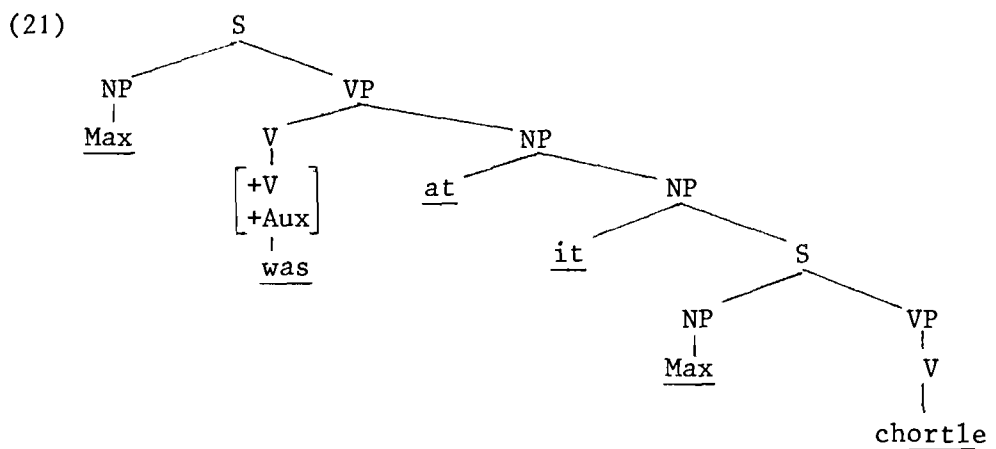 (21)
S
NP VP
Max V NP
[+V
+Aux] at NP
was it S
NP VP
Max V
chortle